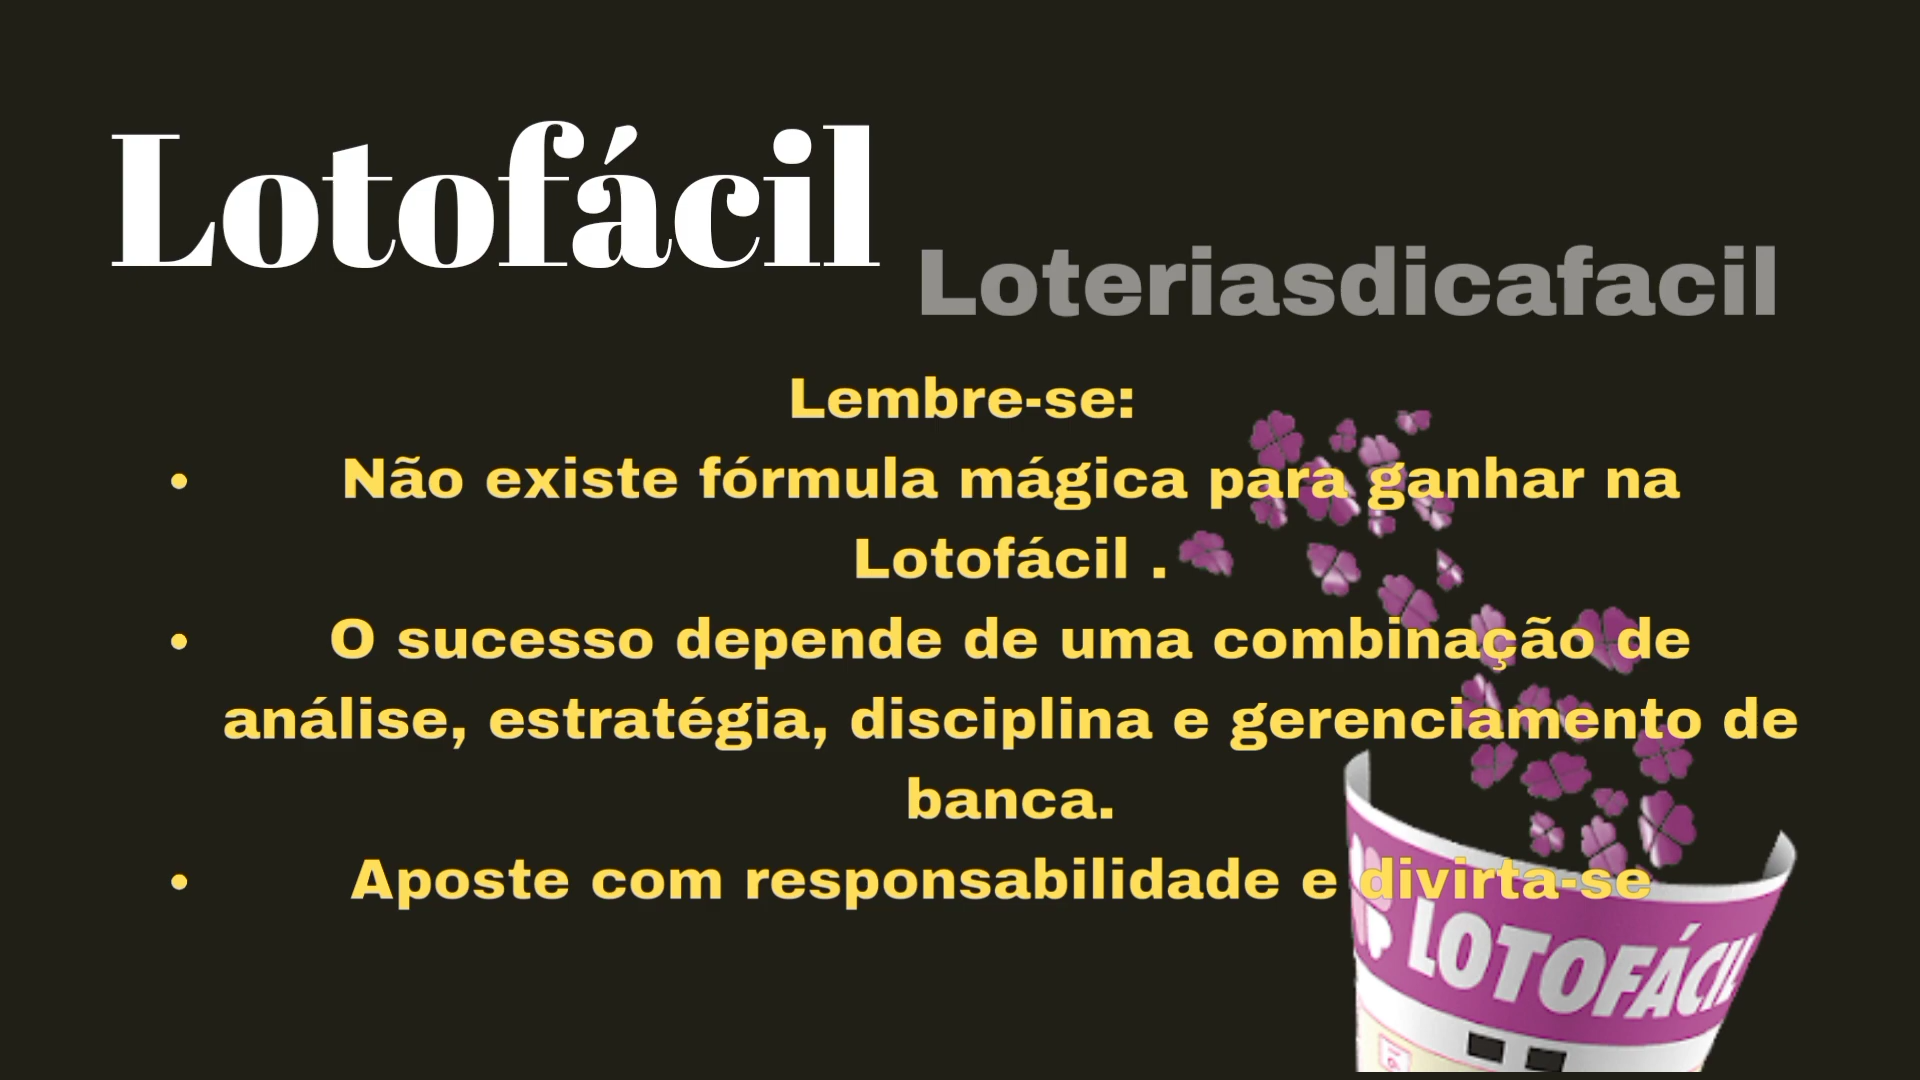 Lotofácil
Loteriasdicafacil
Lembre-se:
• Não existe fórmula mágica para ganhar na
Lotofácil .
• O sucesso depende de uma combinação de
análise, estratégia, disciplina e gerenciamento de
banca.
• Aposte com responsabilidade e divirta-se
LOTOFÁCIL